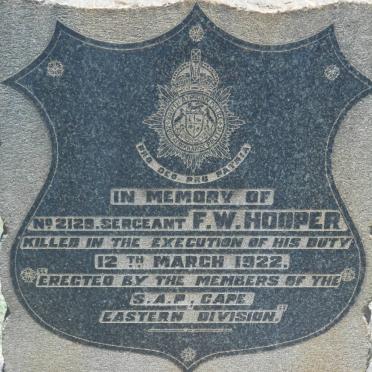 PRO DEO PRO PATRIA
IN MEMORY OF
No. 2129. SERGEANT F.W. HOOPER
KILLED IN THE EXECUTION OF HIS DUTY
12TH MARCH 1922.
"ERECTED BY THE MEMBERS OF THE
S.A.P., CAPE
EASTERN DIVISION."